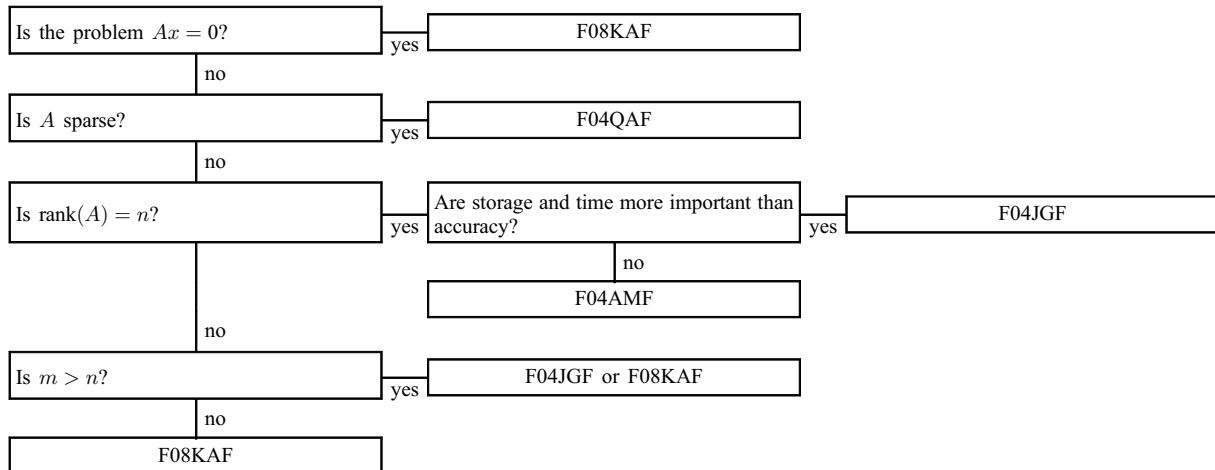 Is the problem Ax = 0?
yes
F08KAF
no
Is A sparse?
yes
F04QAF
no
Is rank(A) = n?
yes
Are storage and time more important than
accuracy?
yes
F04JGF
no
F04AMF
no
Is m > n?
yes
F04JGF or F08KAF
no
F08KAF